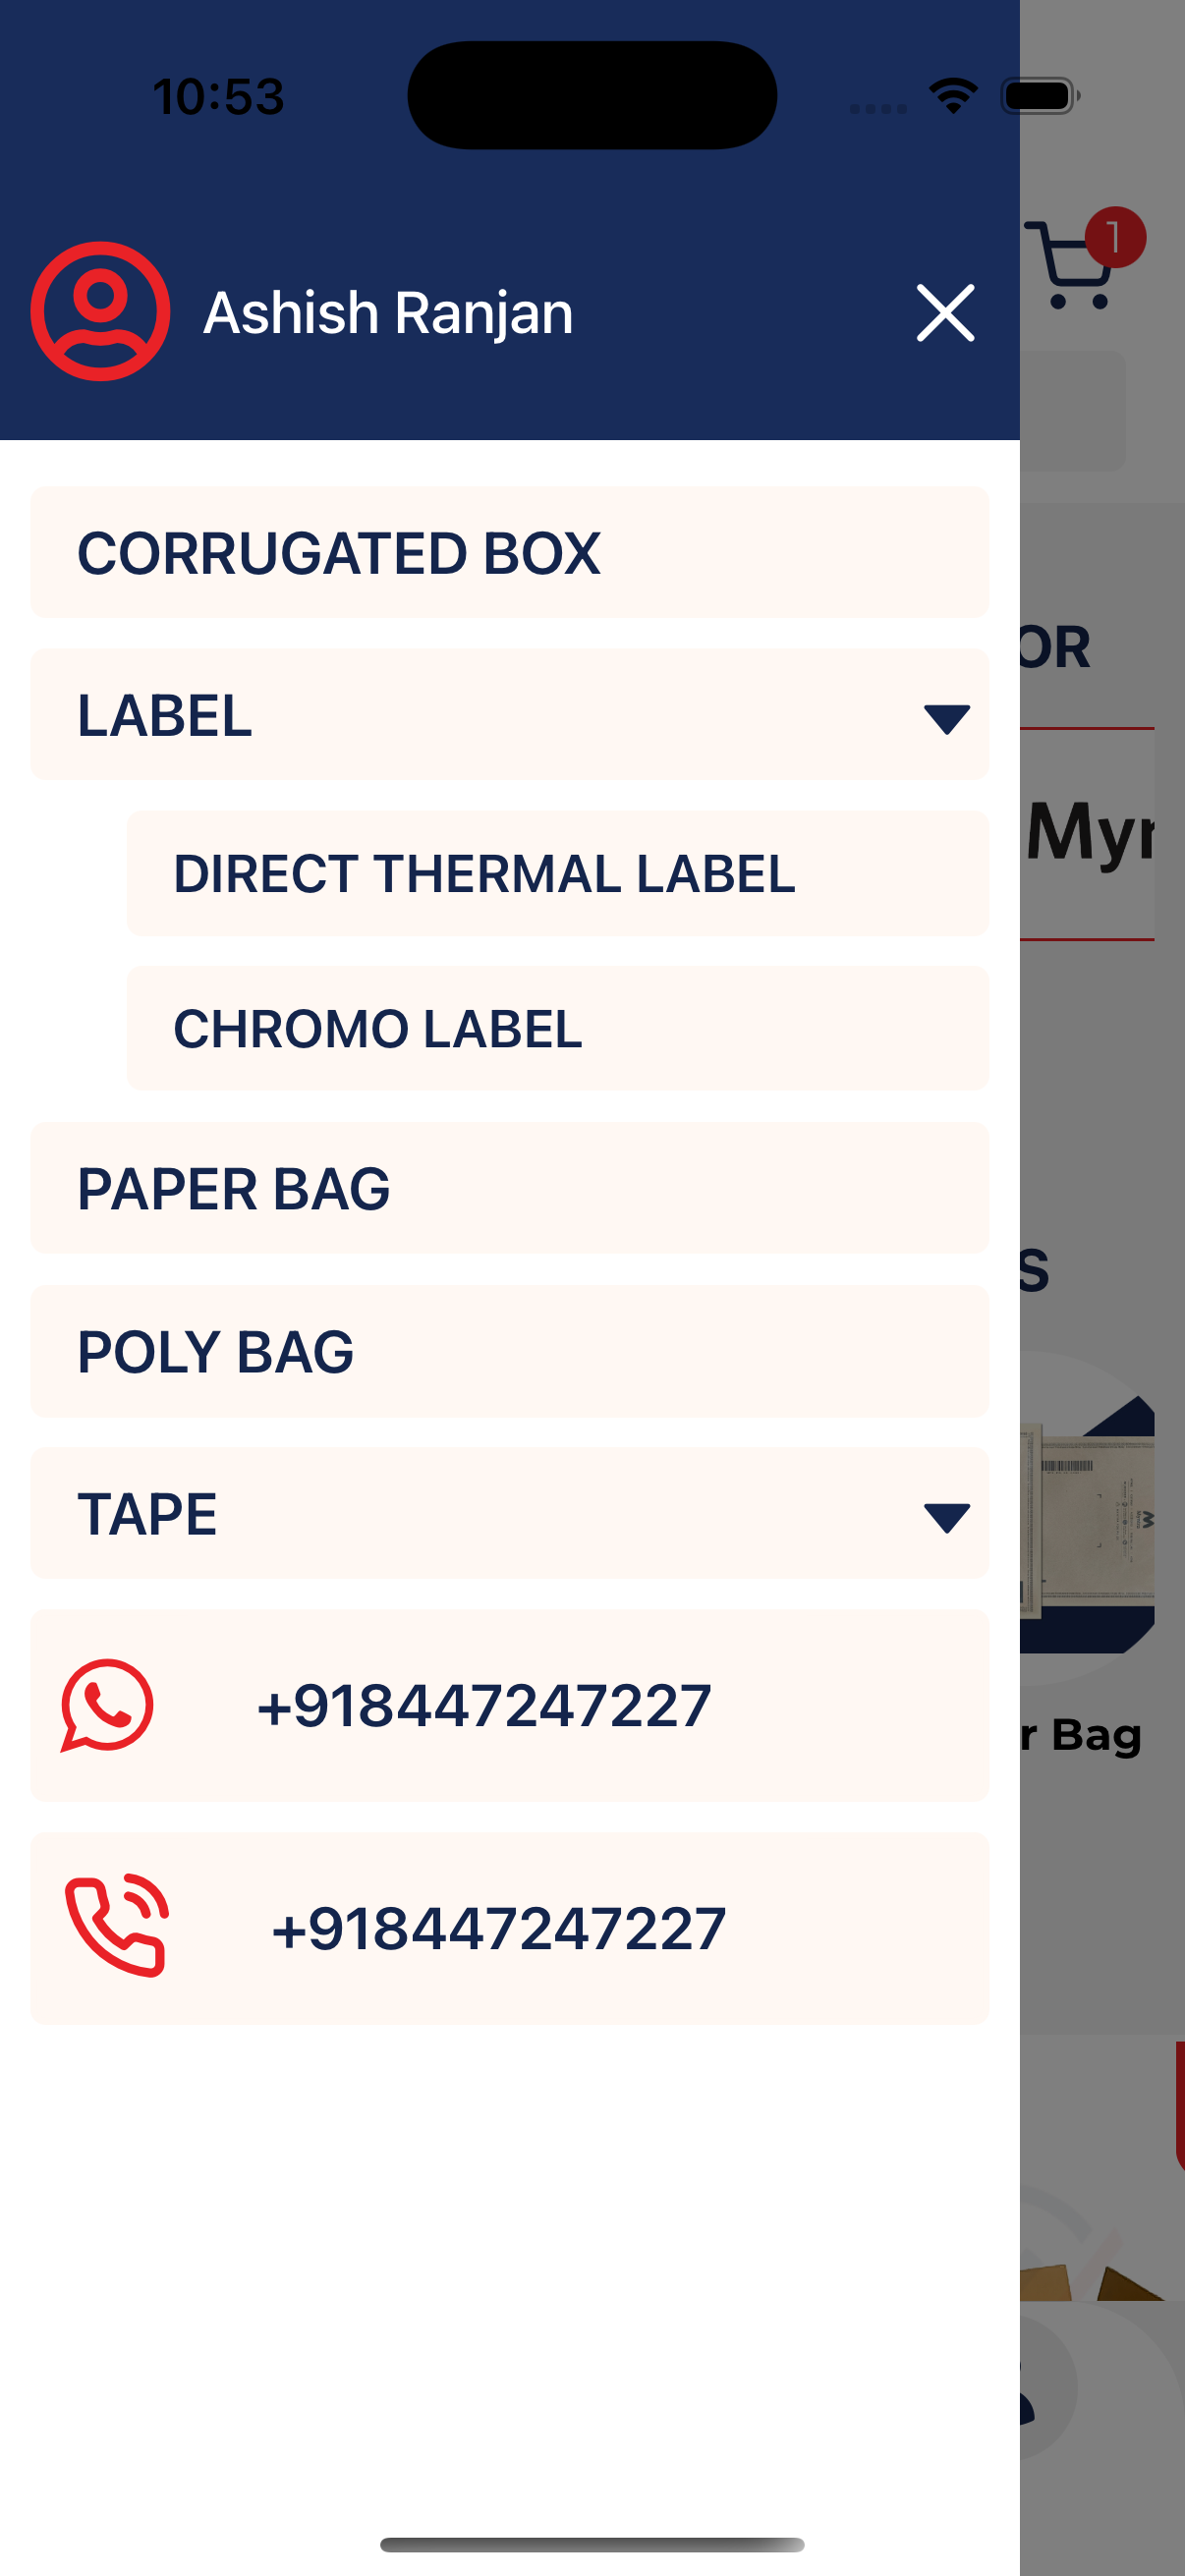 10:53
1
Ashish Ranjan
CORRUGATED BOX
OR
LABEL
DIRECT THERMAL LABEL
CHROMO LABEL
PAPER BAG
S
POLY BAG
TAPE
+918447247227
r Bag
+918447247227